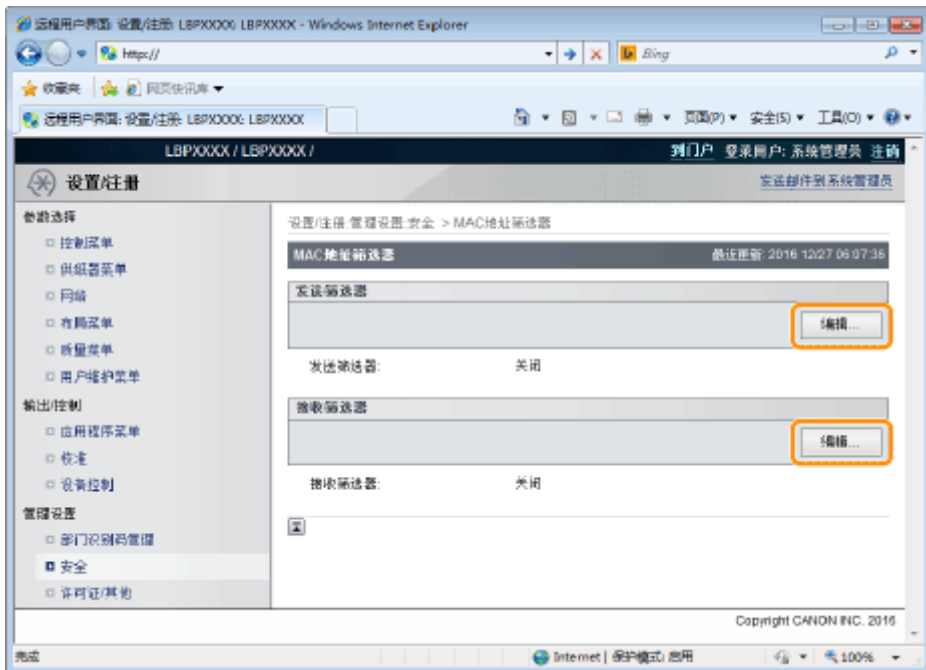 远程用户界面: 设置/注册: LBPXXXX: LBPXXXX - Windows Internet Explorer
http://
Bing
收藏夹 网页快讯库
远程用户界面: 设置/注册: LBPXXXX: LBPXXXX
页面(P) 安全(S) 工具(O)
LBPXXXX / LBPXXXX /
到门户 登录用户: 系统管理员 注销
设置/注册
发送邮件到系统管理员
参数选择
控制菜单
供纸器菜单
网络
布局菜单
质量菜单
用户维护菜单
输出/控制
应用程序菜单
校准
设备控制
管理设置
部门识别码管理
安全
许可证/其他
设置/注册:管理设置:安全 > MAC地址筛选器
MAC地址筛选器
最近更新: 2016 12/27 06:07:36
发送筛选器
编辑...
发送筛选器: 关闭
接收筛选器
编辑...
接收筛选器: 关闭
Copyright CANON INC. 2016
完成
Internet | 保护模式: 启用
100%